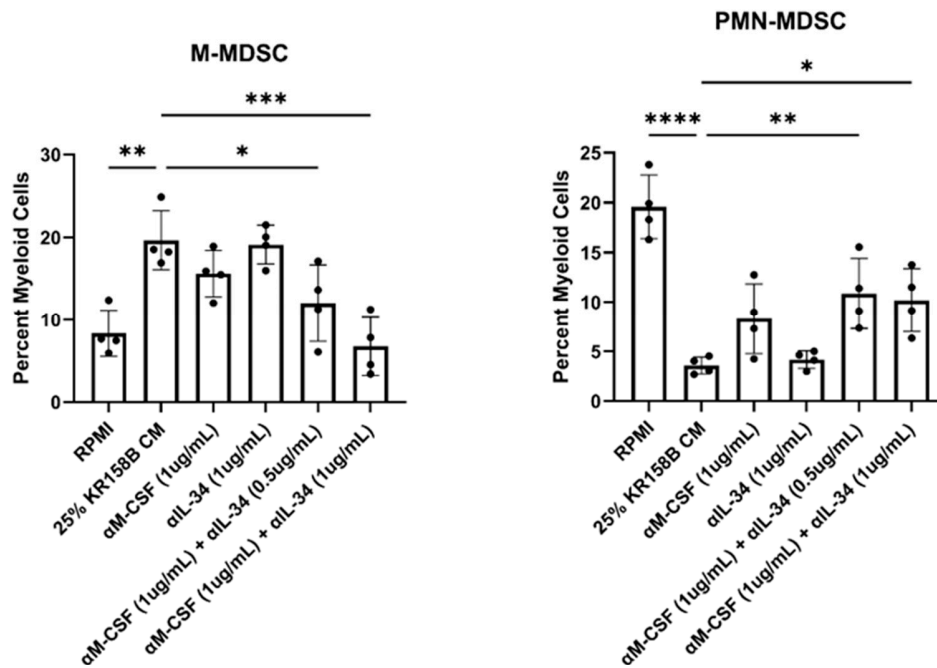 M-MDSC
***
** *
30
20
10
0
Percent Myeloid Cells
RPMI
25% KR158B CM
αM-CSF (1ug/mL)
αIL-34 (1ug/mL)
αM-CSF (1ug/mL) + αIL-34 (0.5ug/mL)
αM-CSF (1ug/mL) + αIL-34 (1ug/mL)
PMN-MDSC
*
**** **
25
20
15
10
5
0
Percent Myeloid Cells
RPMI
25% KR158B CM
αM-CSF (1ug/mL)
αIL-34 (1ug/mL)
αM-CSF (1ug/mL) + αIL-34 (0.5ug/mL)
αM-CSF (1ug/mL) + αIL-34 (1ug/mL)